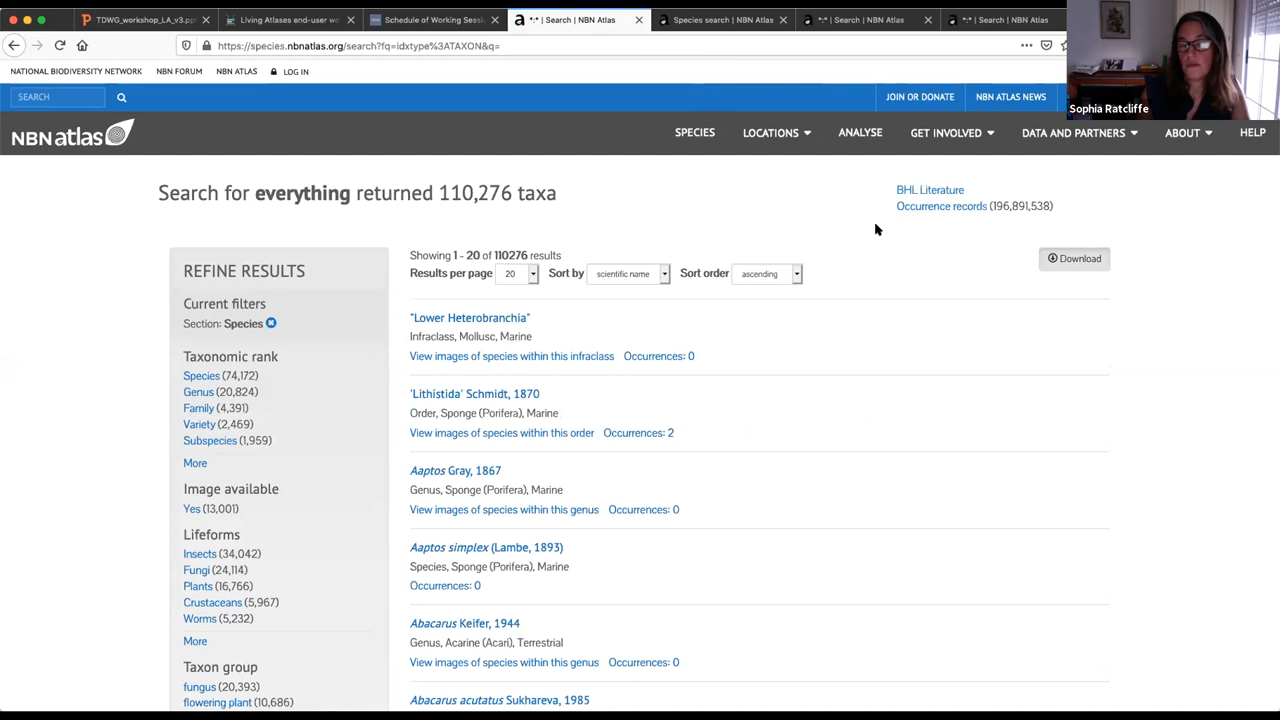 TDWG_workshop_LA_v3.pp
Living Atlases end-user wo
Schedule of Working Sessi
*:* | Search | NBN Atlas
Species search | NBN Atlas
*:* | Search | NBN Atlas
*:* | Search | NBN Atlas
https://species.nbnatlas.org/search?fq=idxtype%3ATAXON&q=
NATIONAL BIODIVERSITY NETWORK NBN FORUM NBN ATLAS LOG IN
SEARCH JOIN OR DONATE NBN ATLAS NEWS
Sophia Ratcliffe
NBNatlas SPECIES LOCATIONS ANALYSE GET INVOLVED DATA AND PARTNERS ABOUT HELP
Search for everything returned 110,276 taxa
BHL Literature
Occurrence records (196,891,538)
REFINE RESULTS
Current filters
Section: Species
Taxonomic rank
Species (74,172)
Genus (20,824)
Family (4,391)
Variety (2,469)
Subspecies (1,959)
More
Image available
Yes (13,001)
Lifeforms
Insects (34,042)
Fungi (24,114)
Plants (16,766)
Crustaceans (5,967)
Worms (5,232)
More
Taxon group
fungus (20,393)
flowering plant (10,686)
Showing 1 - 20 of 110276 results
Results per page 20 Sort by scientific name Sort order ascending
Download
"Lower Heterobranchia"
Infraclass, Mollusc, Marine
View images of species within this infraclass Occurrences: 0
'Lithistida' Schmidt, 1870
Order, Sponge (Porifera), Marine
View images of species within this order Occurrences: 2
Aaptos Gray, 1867
Genus, Sponge (Porifera), Marine
View images of species within this genus Occurrences: 0
Aaptos simplex (Lambe, 1893)
Species, Sponge (Porifera), Marine
Occurrences: 0
Abacarus Keifer, 1944
Genus, Acarine (Acari), Terrestrial
View images of species within this genus Occurrences: 0
Abacarus acutatus Sukhareva, 1985